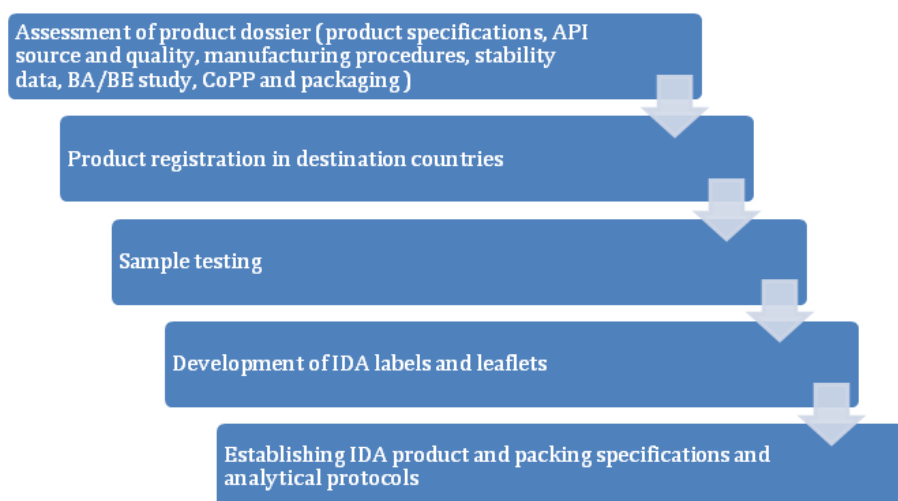 Assessment of product dossier (product specifications, API
source and quality, manufacturing procedures, stability
data, BA/BE study, CoPP and packaging )
Product registration in destination countries
Sample testing
Development of IDA labels and leaflets
Establishing IDA product and packing specifications and
analytical protocols